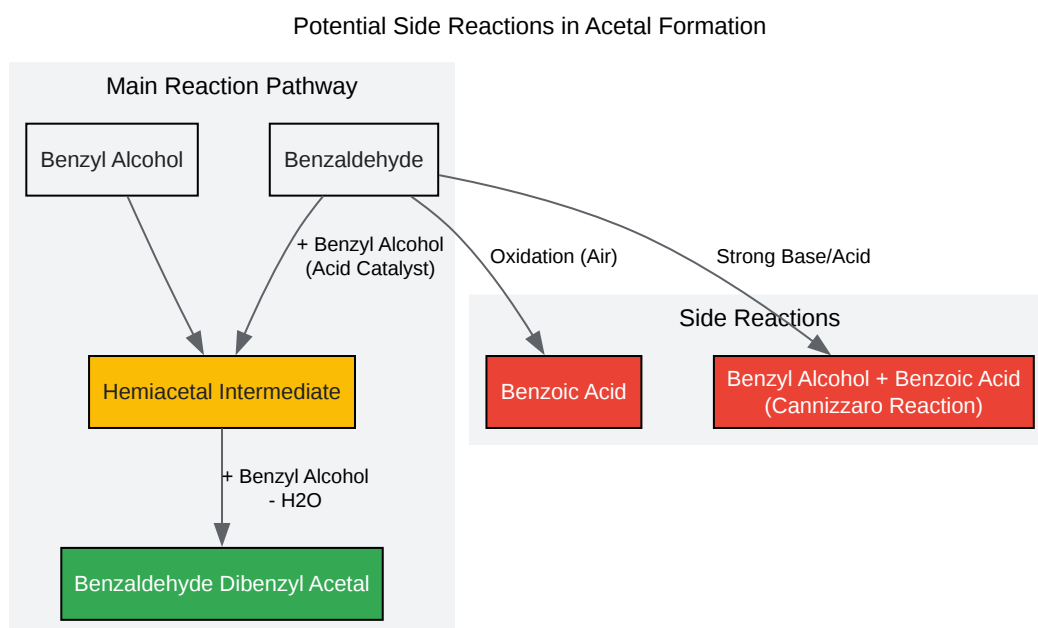 Potential Side Reactions in Acetal Formation
Main Reaction Pathway
Benzyl Alcohol
Benzaldehyde
+ Benzyl Alcohol
(Acid Catalyst)
Oxidation (Air)
Strong Base/Acid
Side Reactions
Hemiacetal Intermediate
Benzoic Acid
Benzyl Alcohol + Benzoic Acid
(Cannizzaro Reaction)
+ Benzyl Alcohol
- H2O
Benzaldehyde Dibenzyl Acetal